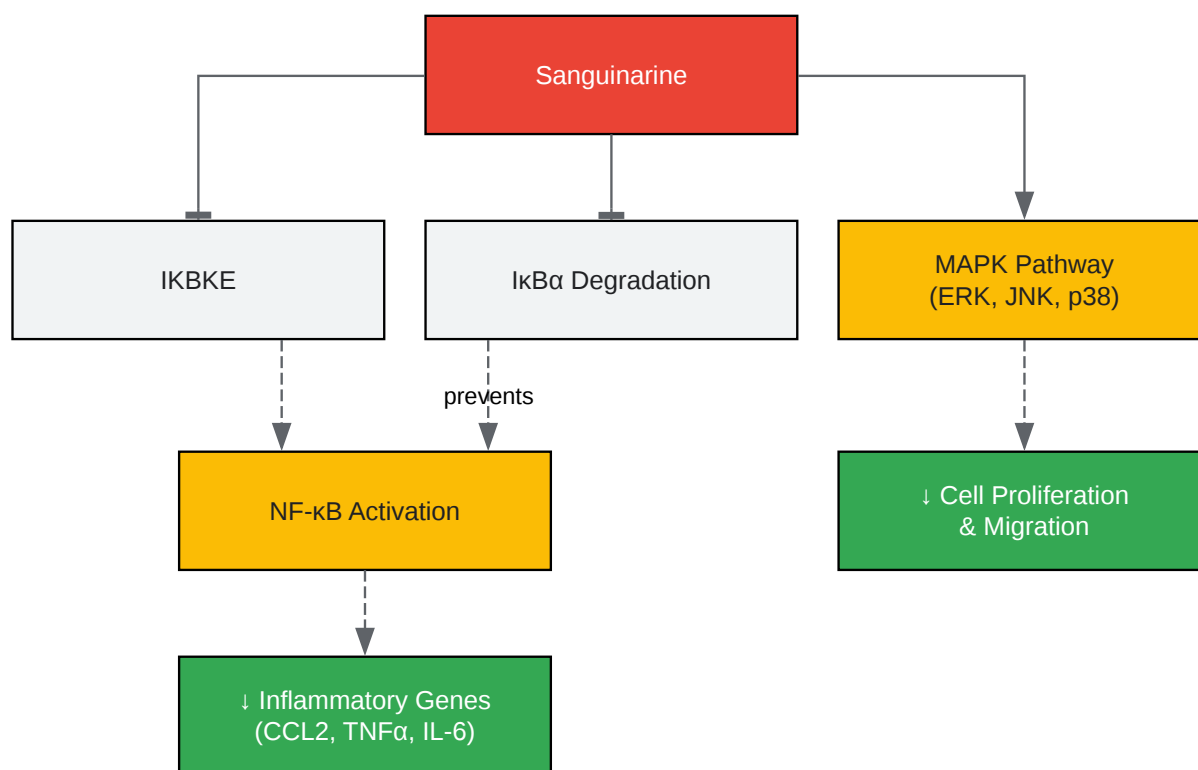 Sanguinarine
IKBKE
IκBα Degradation
MAPK Pathway
(ERK, JNK, p38)
prevents
NF-κB Activation
↓ Cell Proliferation
& Migration
↓ Inflammatory Genes
(CCL2, TNFα, IL-6)